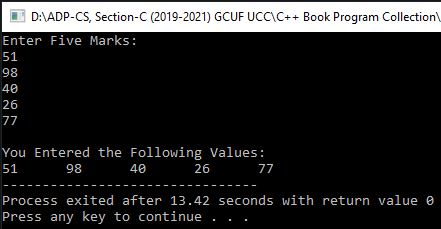 D:\ADP-CS, Section-C (2019-2021) GCUF UCC\C++ Book Program Collection\
Enter Five Marks:
51
98
40
26
77
You Entered the Following Values:
51 98 40 26 77
--------------------------------
Process exited after 13.42 seconds with return value 0
Press any key to continue . . .